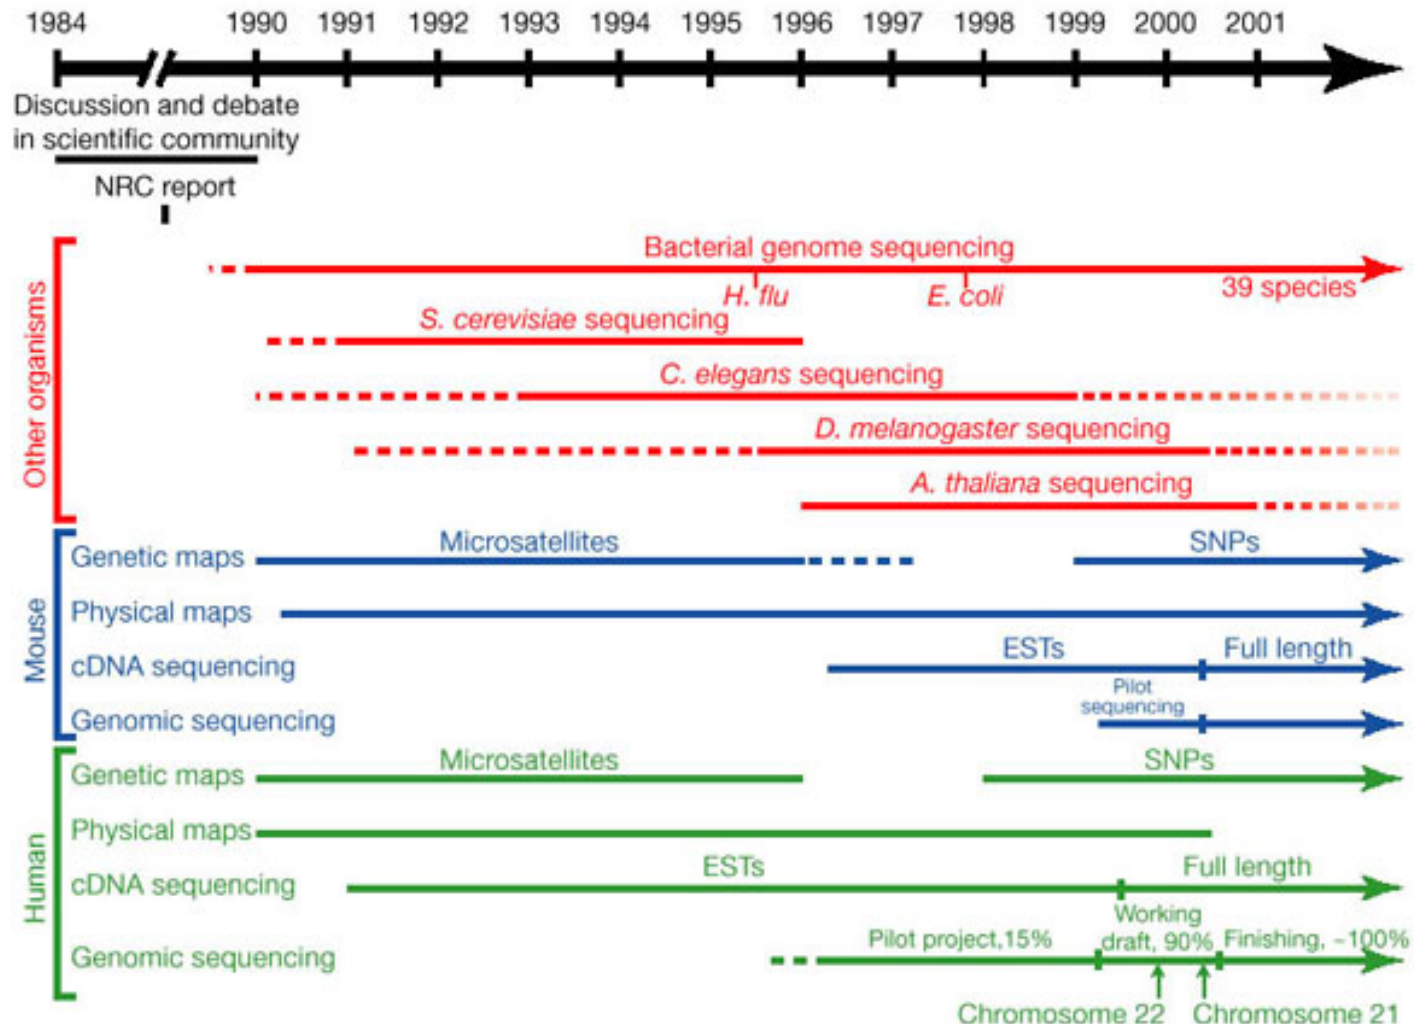 1984 1990 1991 1992 1993 1994 1995 1996 1997 1998 1999 2000 2001
Discussion and debate
in scientific community
NRC report
Other organisms
Bacterial genome sequencing
H. flu
E. coli
39 species
S. cerevisiae sequencing
C. elegans sequencing
D. melanogaster sequencing
A. thaliana sequencing
Mouse
Genetic maps
Microsatellites
SNPs
Physical maps
cDNA sequencing
ESTs
Full length
Genomic sequencing
Pilot
sequencing
Human
Genetic maps
Microsatellites
SNPs
Physical maps
cDNA sequencing
ESTs
Full length
Genomic sequencing
Pilot project,15%
Working
draft, 90%
Finishing, ~100%
Chromosome 22
Chromosome 21